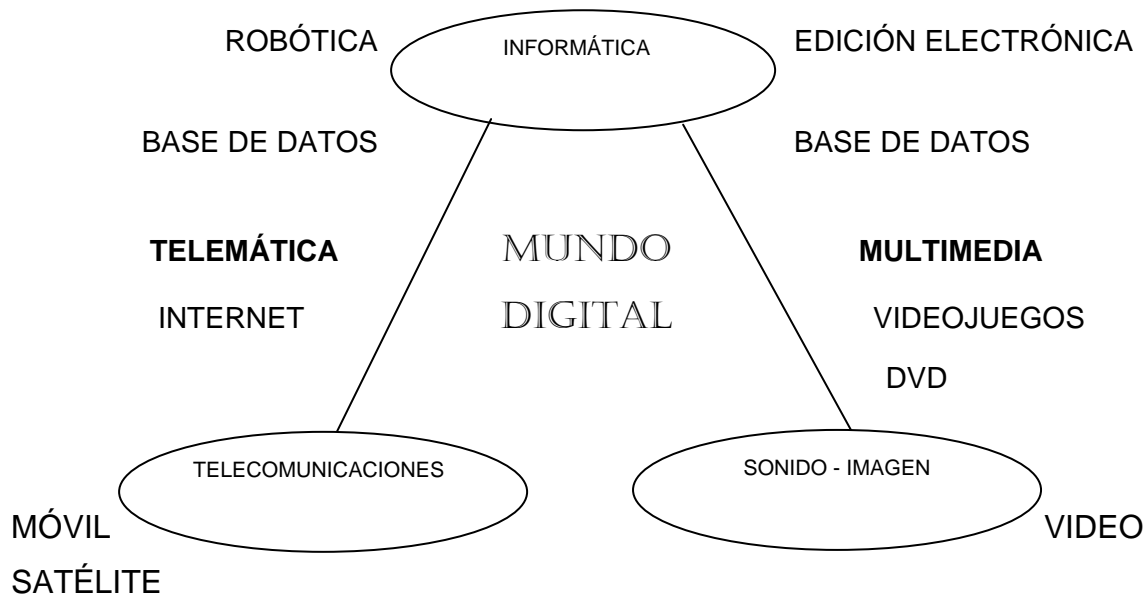 ROBÓTICA
INFORMÁTICA
EDICIÓN ELECTRÓNICA
BASE DE DATOS
BASE DE DATOS
TELEMÁTICA
MUNDO
MULTIMEDIA
INTERNET
DIGITAL
VIDEOJUEGOS
DVD
TELECOMUNICACIONES
SONIDO - IMAGEN
MÓVIL
VIDEO
SATÉLITE